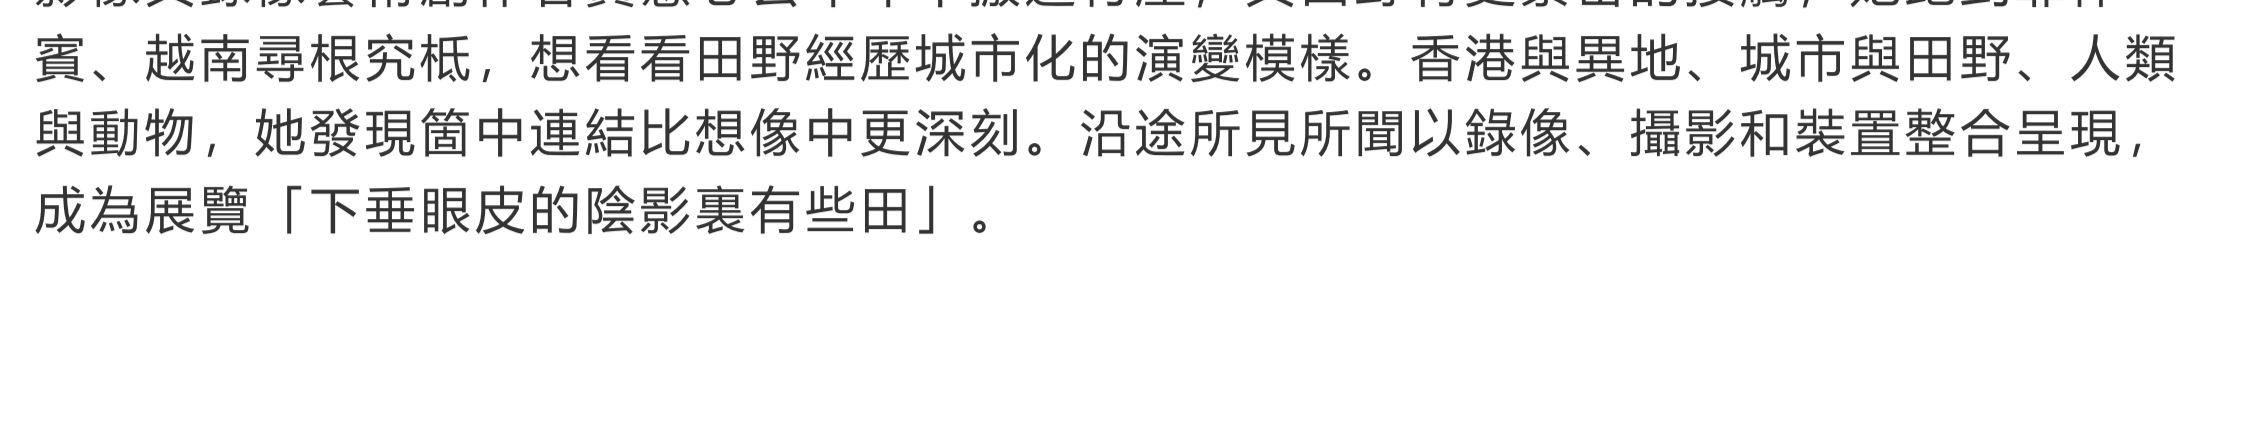 賓、越南尋根究柢，想看看田野經歷城市化的演變模樣。香港與異地、城市與田野、人類
與動物，她發現箇中連結比想像中更深刻。沿途所見所聞以錄像、攝影和裝置整合呈現，
成為展覽「下垂眼皮的陰影裏有些田」。